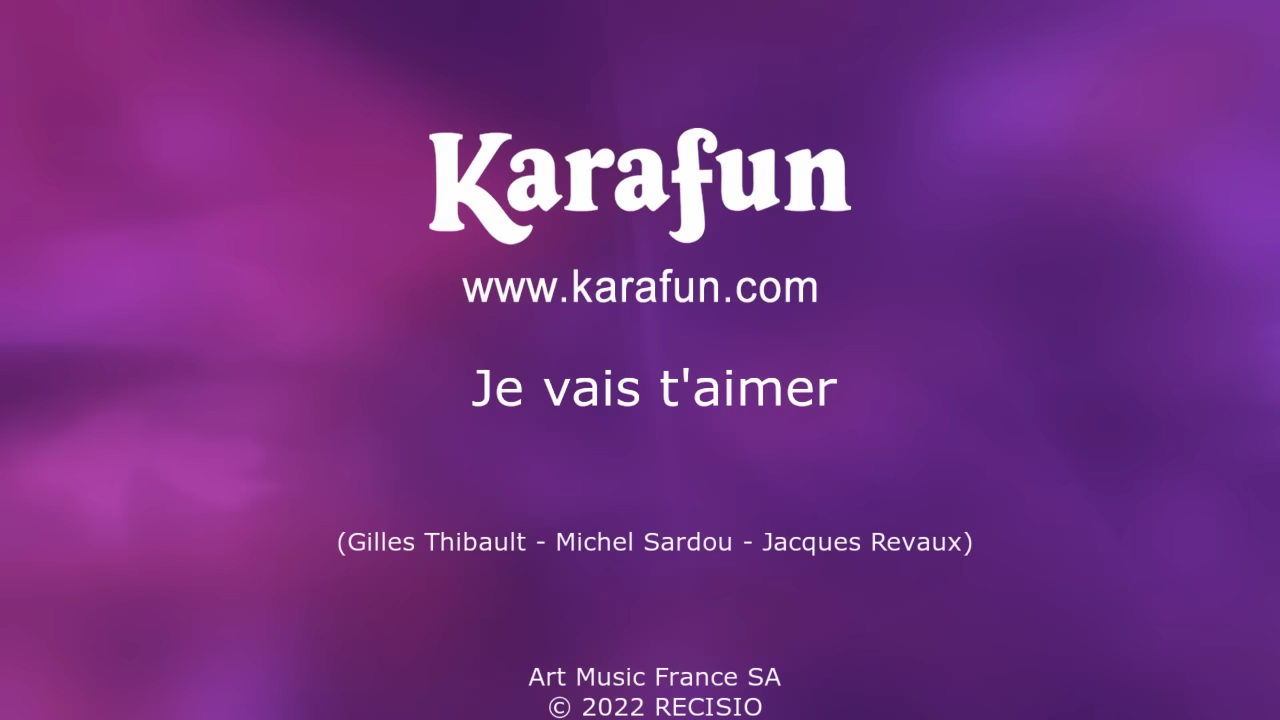 Karafun
www.karafun.com
Je vais t'aimer
(Gilles Thibault - Michel Sardou - Jacques Revaux)
Art Music France SA
© 2022 RECISIO